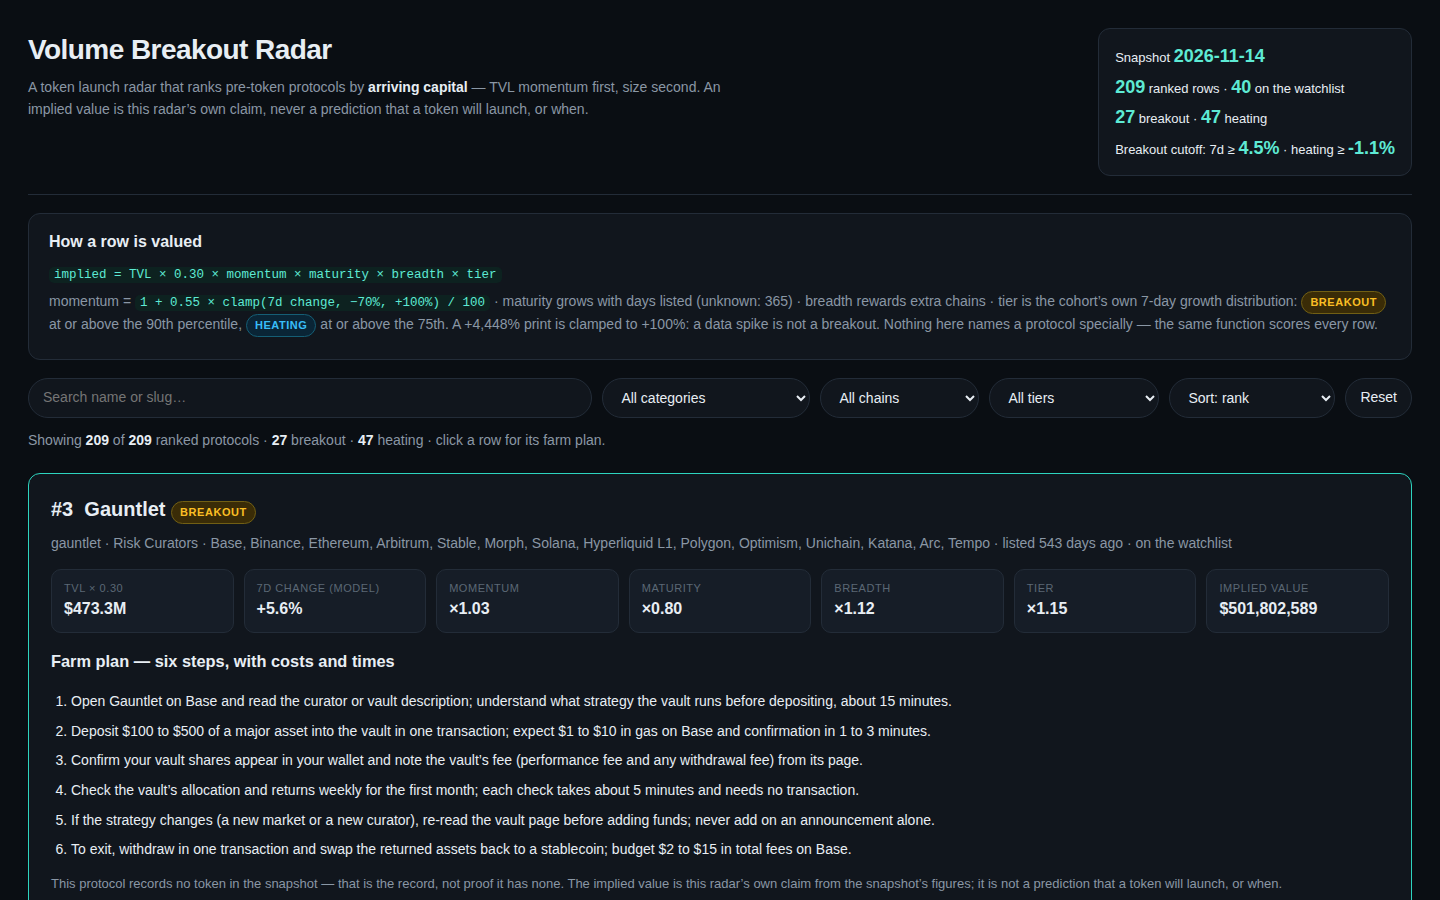 Volume Breakout Radar
A token launch radar that ranks pre-token protocols by arriving capital — TVL momentum first, size second. An
implied value is this radar’s own claim, never a prediction that a token will launch, or when.
Snapshot 2026-11-14
209 ranked rows · 40 on the watchlist
27 breakout · 47 heating
Breakout cutoff: 7d ≥ 4.5% · heating ≥ -1.1%
How a row is valued
implied = TVL × 0.30 × momentum × maturity × breadth × tier
momentum = 1 + 0.55 × clamp(7d change, −70%, +100%) / 100 · maturity grows with days listed (unknown: 365) · breadth rewards extra chains · tier is the cohort’s own 7-day growth distribution: BREAKOUT
at or above the 90th percentile, HEATING at or above the 75th. A +4,448% print is clamped to +100%: a data spike is not a breakout. Nothing here names a protocol specially — the same function scores every row.
Search name or slug… All categories All chains All tiers Sort: rank Reset
Showing 209 of 209 ranked protocols · 27 breakout · 47 heating · click a row for its farm plan.
#3 Gauntlet BREAKOUT
gauntlet · Risk Curators · Base, Binance, Ethereum, Arbitrum, Stable, Morph, Solana, Hyperliquid L1, Polygon, Optimism, Unichain, Katana, Arc, Tempo · listed 543 days ago · on the watchlist
TVL × 0.30 7D CHANGE (MODEL) MOMENTUM MATURITY BREADTH TIER IMPLIED VALUE
$473.3M +5.6% ×1.03 ×0.80 ×1.12 ×1.15 $501,802,589
Farm plan — six steps, with costs and times
1. Open Gauntlet on Base and read the curator or vault description; understand what strategy the vault runs before depositing, about 15 minutes.
2. Deposit $100 to $500 of a major asset into the vault in one transaction; expect $1 to $10 in gas on Base and confirmation in 1 to 3 minutes.
3. Confirm your vault shares appear in your wallet and note the vault’s fee (performance fee and any withdrawal fee) from its page.
4. Check the vault’s allocation and returns weekly for the first month; each check takes about 5 minutes and needs no transaction.
5. If the strategy changes (a new market or a new curator), re-read the vault page before adding funds; never add on an announcement alone.
6. To exit, withdraw in one transaction and swap the returned assets back to a stablecoin; budget $2 to $15 in total fees on Base.
This protocol records no token in the snapshot — that is the record, not proof it has none. The implied value is this radar’s own claim from the snapshot’s figures; it is not a prediction that a token will launch, or when.